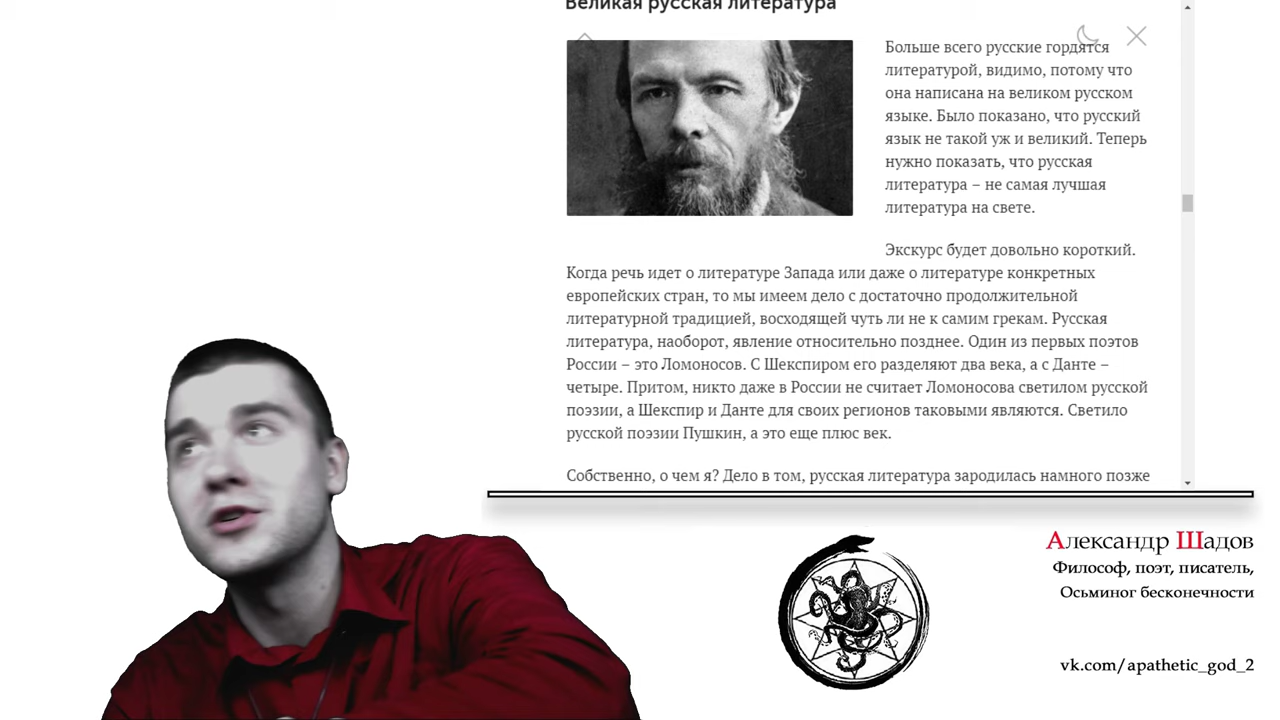 Великая русская литература
Больше всего русские гордятся
литературой, видимо, потому что
она написана на великом русском
языке. Было показано, что русский
язык не такой уж и великий. Теперь
нужно показать, что русская
литература – не самая лучшая
литература на свете.
Экскурс будет довольно короткий.
Когда речь идет о литературе Запада или даже о литературе конкретных
европейских стран, то мы имеем дело с достаточно продолжительной
литературной традицией, восходящей чуть ли не к самим грекам. Русская
литература, наоборот, явление относительно позднее. Один из первых поэтов
России – это Ломоносов. С Шекспиром его разделяют два века, а с Данте –
четыре. Притом, никто даже в России не считает Ломоносова светилом русской
поэзии, а Шекспир и Данте для своих регионов таковыми являются. Светило
русской поэзии Пушкин, а это еще плюс век.
Собственно, о чем я? Дело в том, русская литература зародилась намного позже
Александр Шадов
Философ, поэт, писатель,
Осьминог бесконечности
vk.com/apathetic_god_2